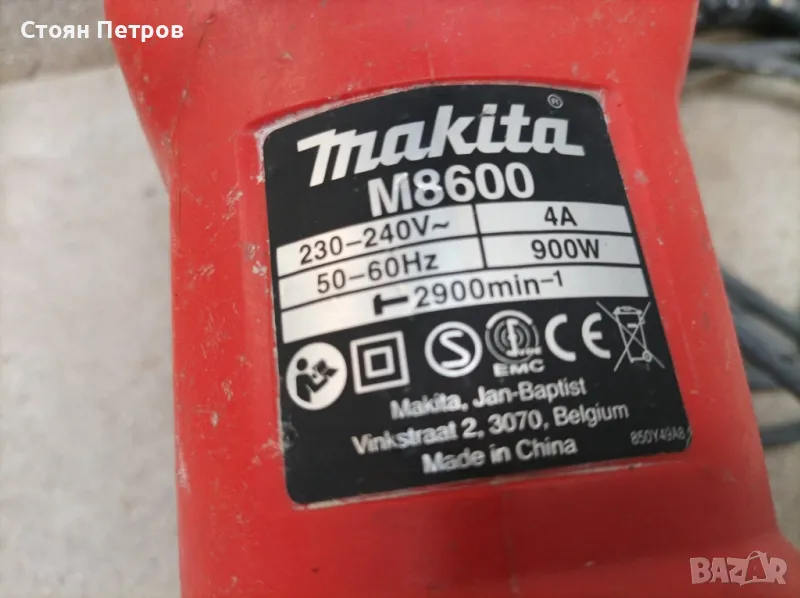 Стоян Петров
makita®
M8600
230-240V~ 4A
50-60Hz 900W
2900min-1
S
EMC
CE
Makita, Jan-Baptist
Vinkstraat 2, 3070, Belgium
Made in China
850Y49A8
BAZAR